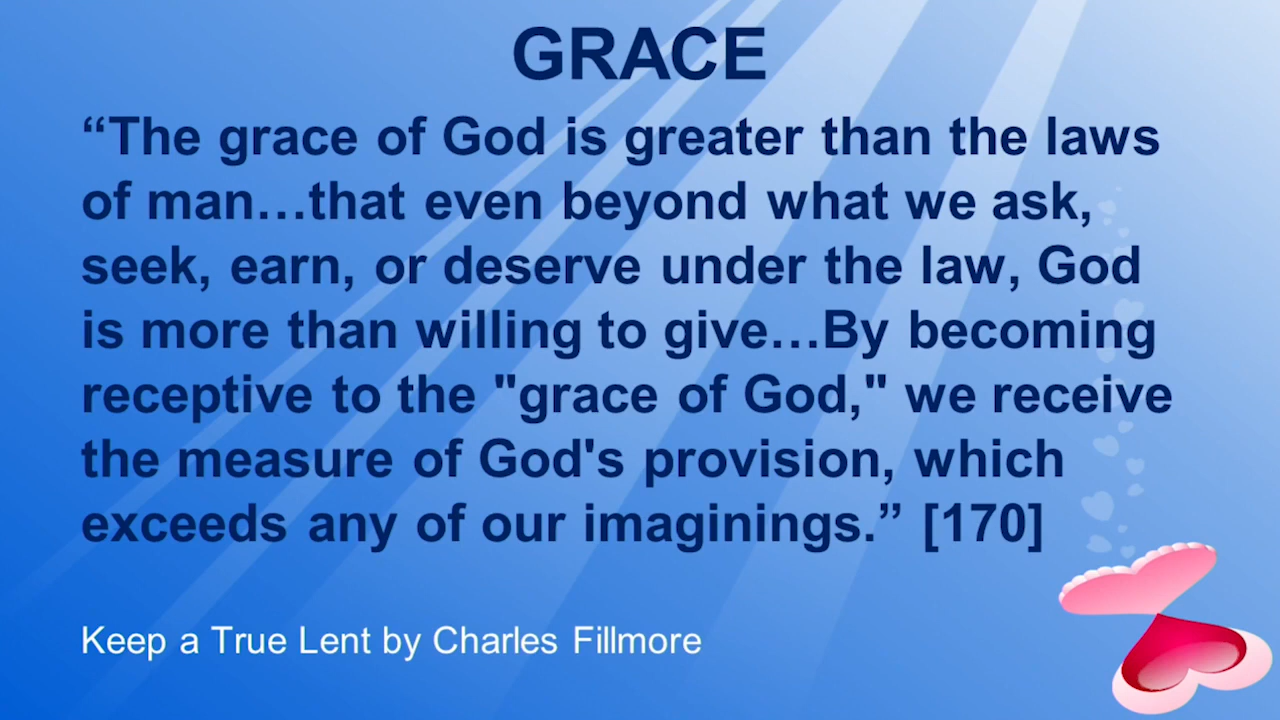 GRACE
“The grace of God is greater than the laws
of man…that even beyond what we ask,
seek, earn, or deserve under the law, God
is more than willing to give…By becoming
receptive to the "grace of God," we receive
the measure of God's provision, which
exceeds any of our imaginings.” [170]
Keep a True Lent by Charles Fillmore